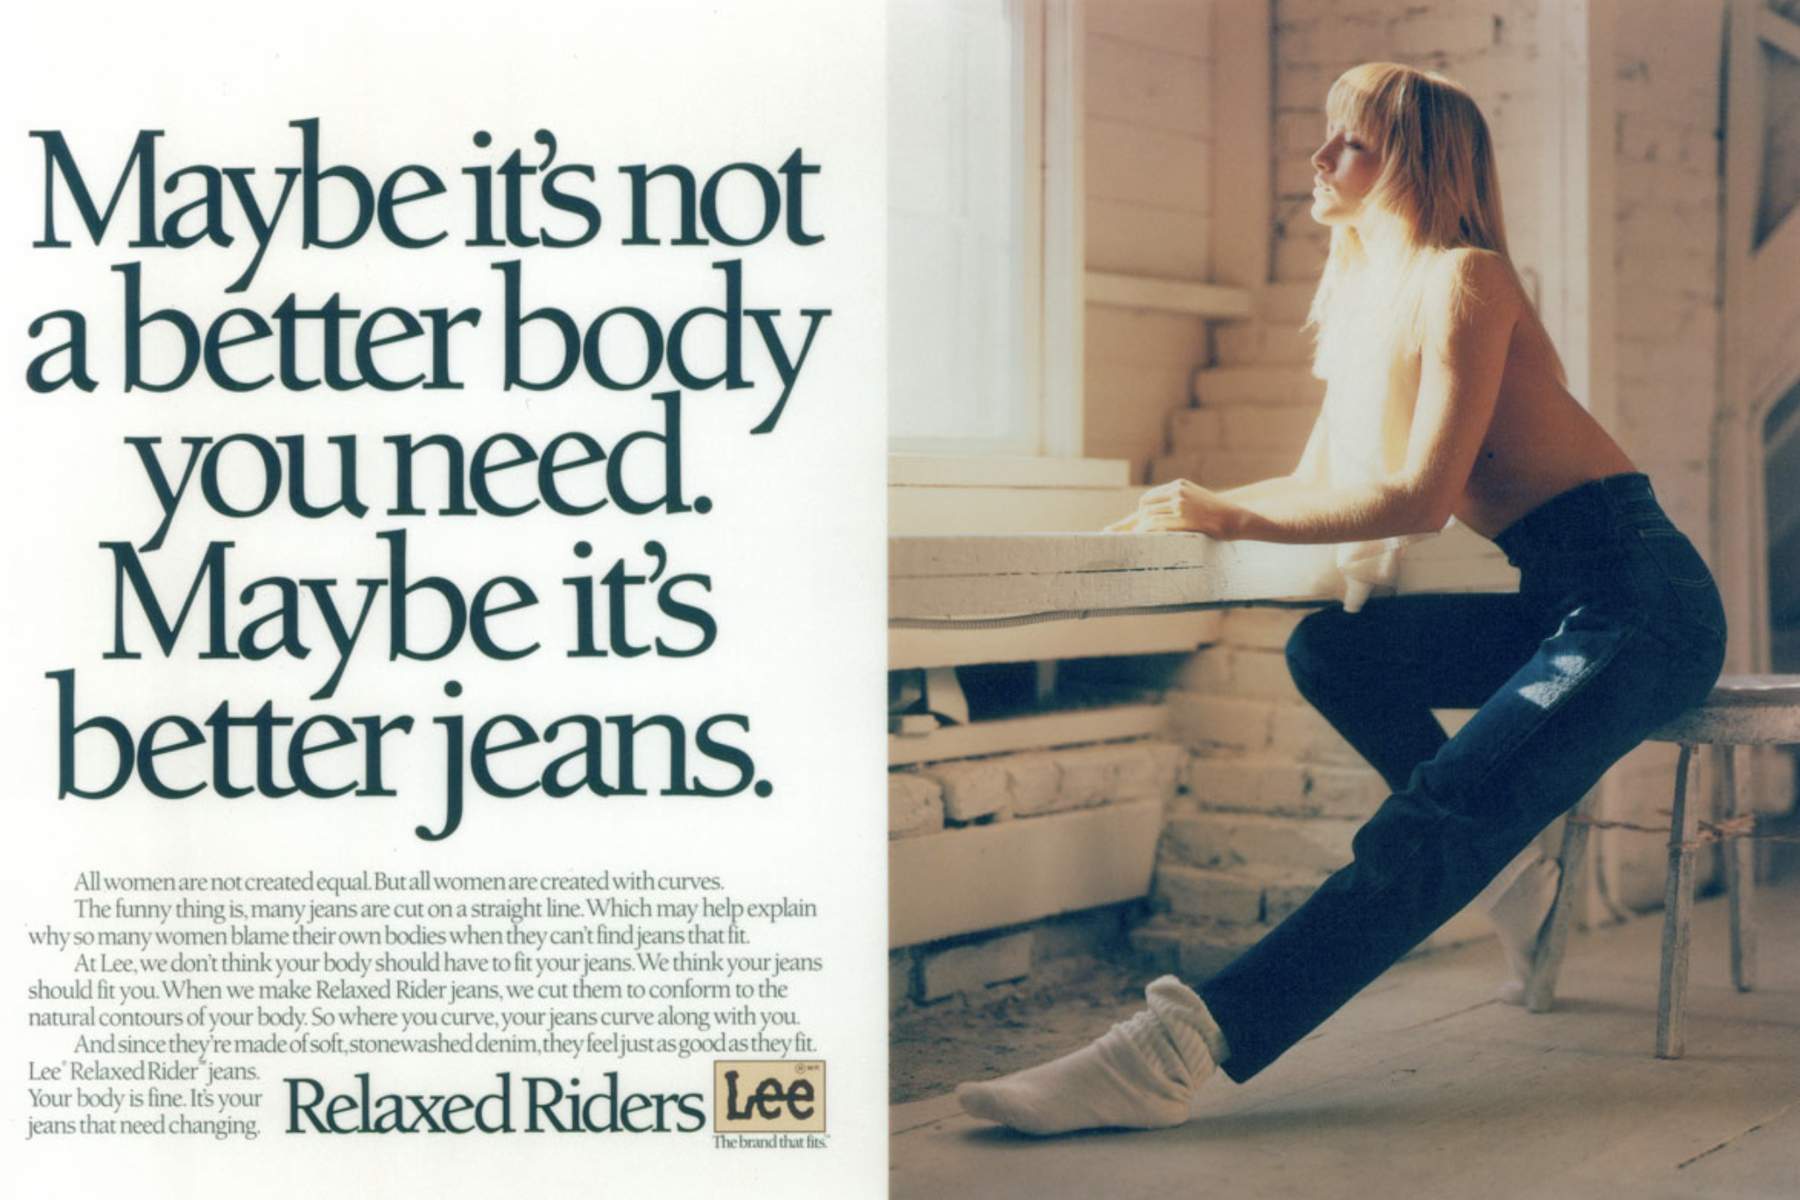 Maybe it's not
a better body
you need.
Maybe it's
better jeans.
All women are not created equal. But all women are created with curves.
The funny thing is, many jeans are cut on a straight line. Which may help explain
why so many women blame their own bodies when they can't find jeans that fit.
At Lee, we don't think your body should have to fit your jeans. We think your jeans
should fit you. When we make Relaxed Rider jeans, we cut them to conform to the
natural contours of your body. So where you curve, your jeans curve along with you.
And since they're made of soft, stonewashed denim, they feel just as good as they fit.
Lee® Relaxed Rider™ jeans.
Your body is fine. It's your
jeans that need changing.
Relaxed Riders
Lee ®
The brand that fits.™